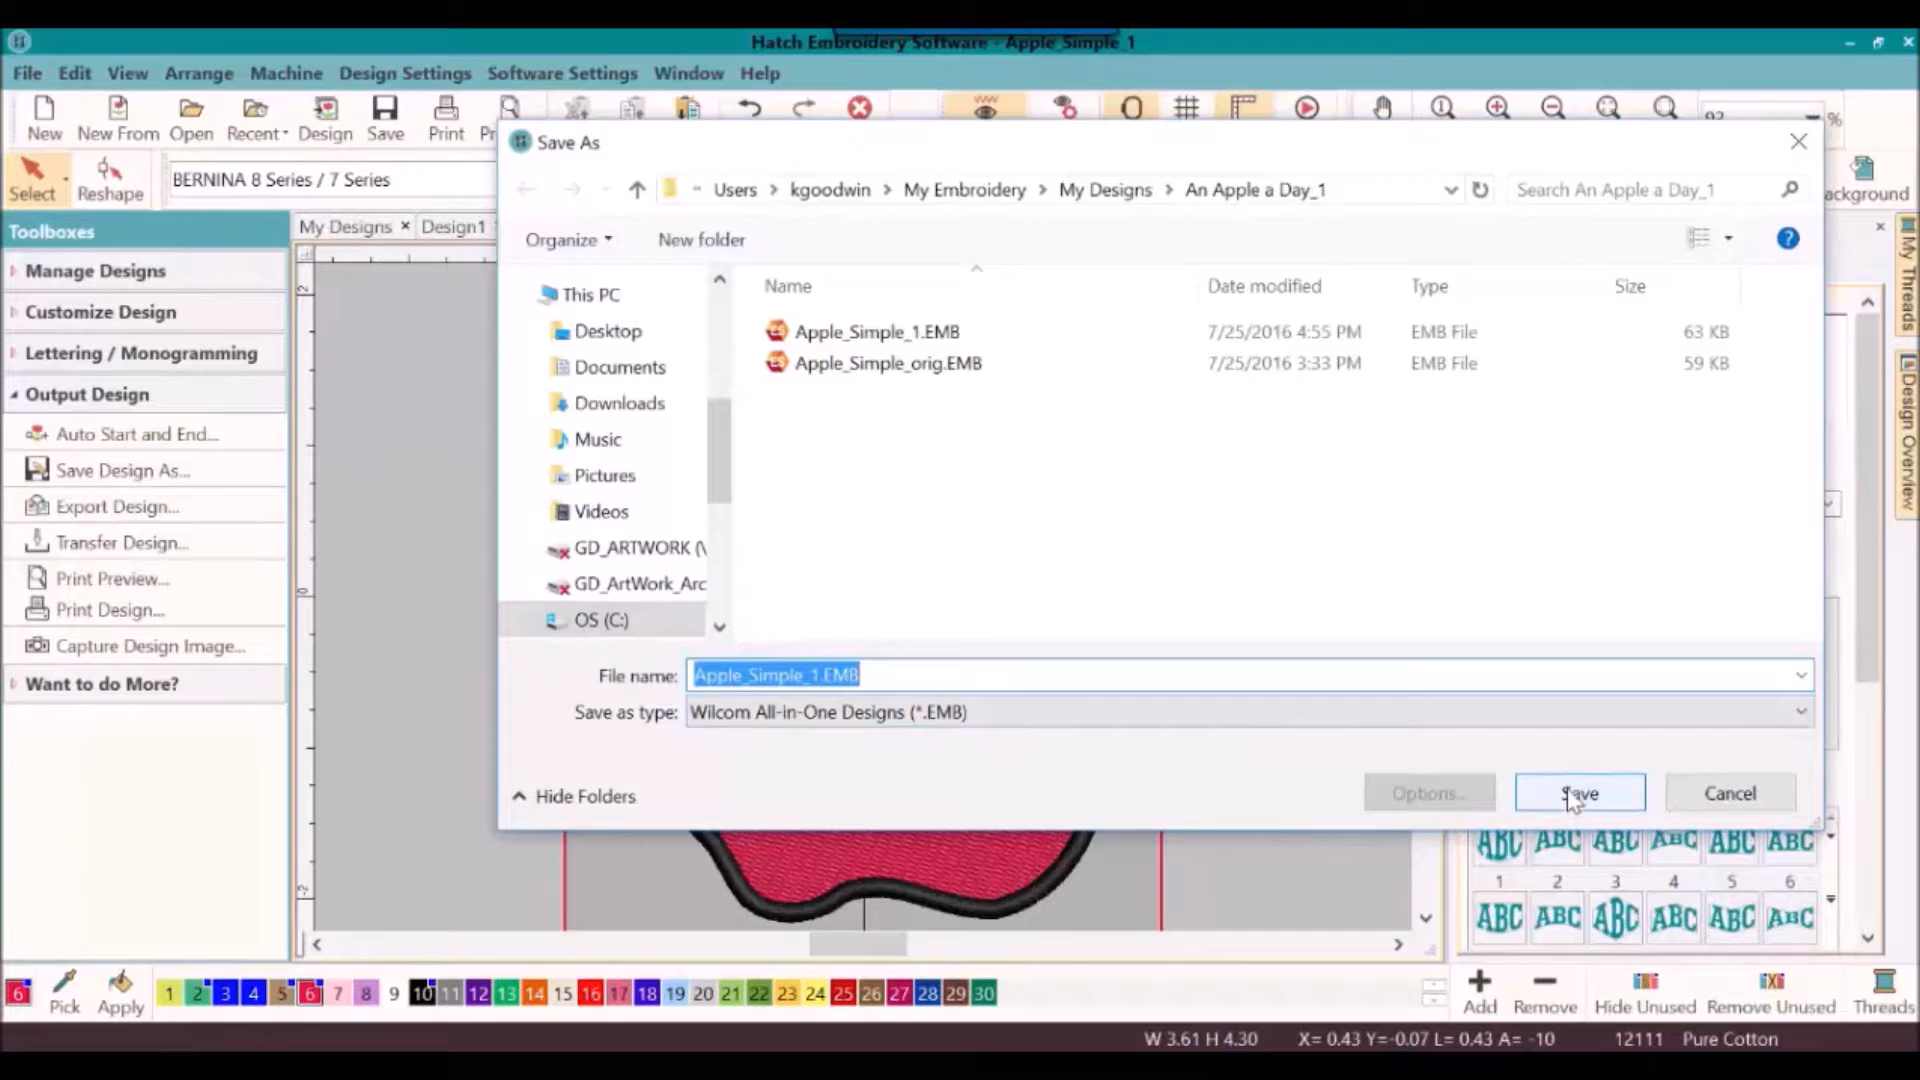 Hatch Embroidery Software - Apple_Simple_1
File Edit View Arrange Machine Design Settings Software Settings Window Help
New New From Open Recent Design Save Print
%
Select Reshape BERNINA 8 Series / 7 Series
Save As
Users > kgoodwin > My Embroidery > My Designs > An Apple a Day_1
Search An Apple a Day_1
Organize New folder
Name Date modified Type Size
Apple_Simple_1.EMB 7/25/2016 4:55 PM EMB File 63 KB
Apple_Simple_orig.EMB 7/25/2016 3:33 PM EMB File 59 KB
This PC
Desktop
Documents
Downloads
Music
Pictures
Videos
GD_ARTWORK (\
GD_ArtWork_Arc
OS (C:)
File name: Apple_Simple_1.EMB
Save as type: Wilcom All-in-One Designs (*.EMB)
Hide Folders
Options... Save Cancel
Toolboxes
Manage Designs
Customize Design
Lettering / Monogramming
Output Design
Auto Start and End...
Save Design As...
Export Design...
Transfer Design...
Print Preview...
Print Design...
Capture Design Image...
Want to do More?
My Designs × Design1
2
0
-2
ackground
My Threads
Design Overview
ABC ABC ABC ABC ABC ABC
1 2 3 4 5 6
ABC ABC ABC ABC ABC ABC
6 Pick Apply
1 2 3 4 5 6 7 8 9 10 11 12 13 14 15 16 17 18 19 20 21 22 23 24 25 26 27 28 29 30
Add Remove Hide Unused Remove Unused Threads
W 3.61 H 4.30 X= 0.43 Y=-0.07 L= 0.43 A= -10 12111 Pure Cotton